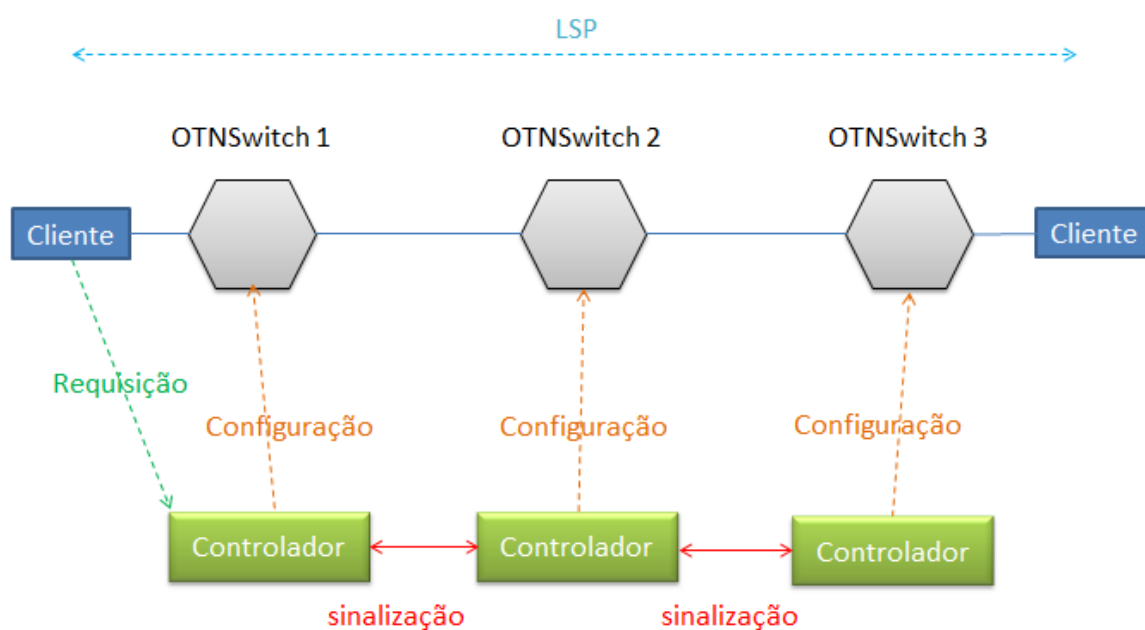 LSP
OTNSwitch 1
OTNSwitch 2
OTNSwitch 3
Cliente
Cliente
Requisição
Configuração
Configuração
Configuração
Controlador
Controlador
Controlador
sinalização
sinalização